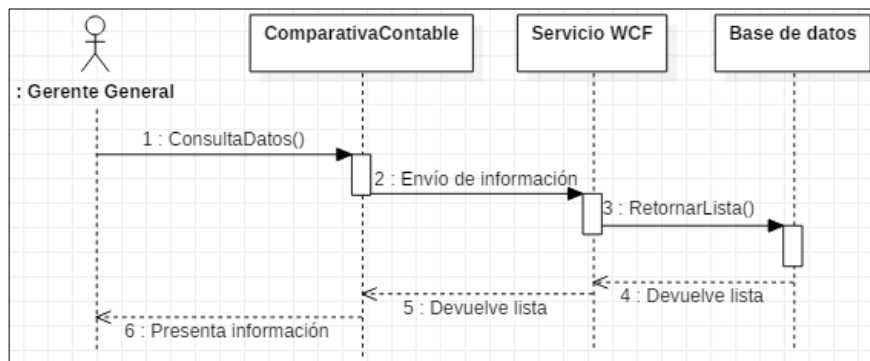 ComparativaContable
Servicio WCF
Base de datos
: Gerente General
1 : ConsultaDatos()
2 : Envío de información
3 : RetornarLista()
4 : Devuelve lista
5 : Devuelve lista
6 : Presenta información